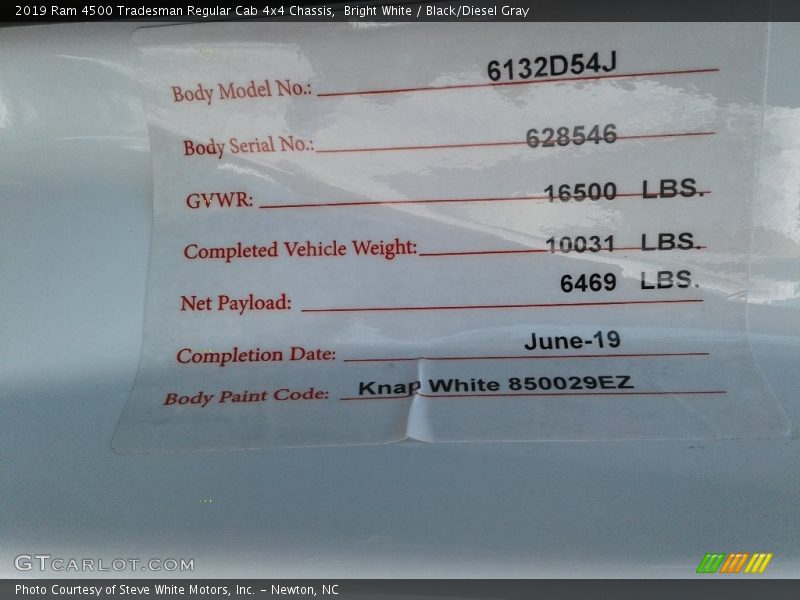 2019 Ram 4500 Tradesman Regular Cab 4x4 Chassis, Bright White / Black/Diesel Gray
Body Model No.: 6132D54J
Body Serial No.: 628546
GVWR: 16500 LBS.
Completed Vehicle Weight: 10031 LBS.
Net Payload: 6469 LBS.
Completion Date: June-19
Body Paint Code: Knap White 850029EZ
GTCARLOT.COM
Photo Courtesy of Steve White Motors, Inc. – Newton, NC